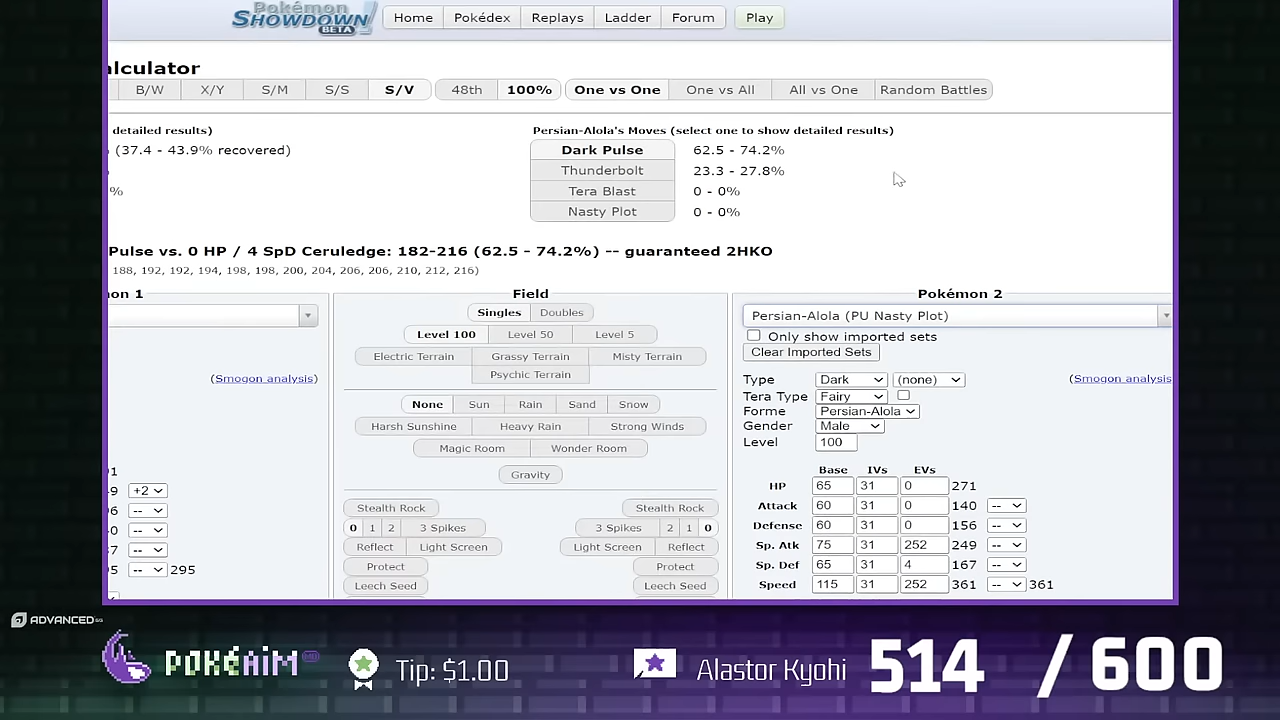 Pokémon
SHOWDOWN!
BETA
Home Pokédex Replays Ladder Forum Play
alculator
B/W X/Y S/M S/S S/V 48th 100% One vs One One vs All All vs One Random Battles
detailed results) Persian-Alola's Moves (select one to show detailed results)
(37.4 - 43.9% recovered) Dark Pulse 62.5 - 74.2%
Thunderbolt 23.3 - 27.8%
% Tera Blast 0 - 0%
Nasty Plot 0 - 0%
Pulse vs. 0 HP / 4 SpD Ceruledge: 182-216 (62.5 - 74.2%) -- guaranteed 2HKO
188, 192, 192, 194, 198, 198, 200, 204, 206, 206, 210, 212, 216)
on 1 Field Pokémon 2
Singles Doubles Persian-Alola (PU Nasty Plot)
Level 100 Level 50 Level 5 Only show imported sets
Electric Terrain Grassy Terrain Misty Terrain Clear Imported Sets
Psychic Terrain
(Smogon analysis) Type Dark (none) (Smogon analysis)
None Sun Rain Sand Snow Tera Type Fairy
Forme Persian-Alola
Harsh Sunshine Heavy Rain Strong Winds Gender Male
Magic Room Wonder Room Level 100
Gravity Base IVs EVs
HP 65 31 0 271
9 +2 Stealth Rock Stealth Rock Attack 60 31 0 140 --
0 1 2 3 Spikes 3 Spikes 2 1 0 Defense 60 31 0 156 --
Reflect Light Screen Light Screen Reflect Sp. Atk 75 31 252 249 --
Protect Protect Sp. Def 65 31 4 167 --
5 -- 295 Leech Seed Leech Seed Speed 115 31 252 361 -- 361
ADVANCED GG
POKéAIM MD Tip: $1.00 Alastor Kyohi 514 / 600